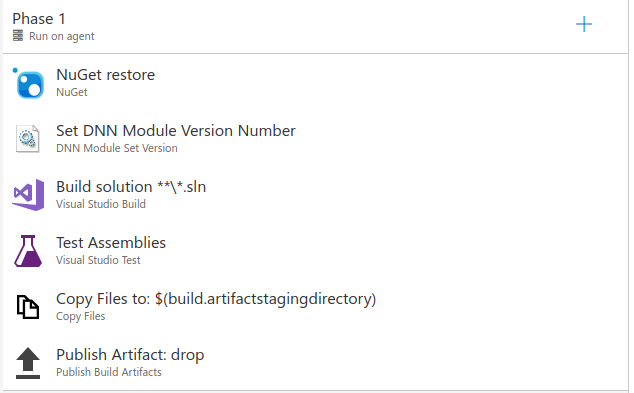 Phase 1
Run on agent
NuGet restore
NuGet
Set DNN Module Version Number
DNN Module Set Version
Build solution **\*.sln
Visual Studio Build
Test Assemblies
Visual Studio Test
Copy Files to: $(build.artifactstagingdirectory)
Copy Files
Publish Artifact: drop
Publish Build Artifacts